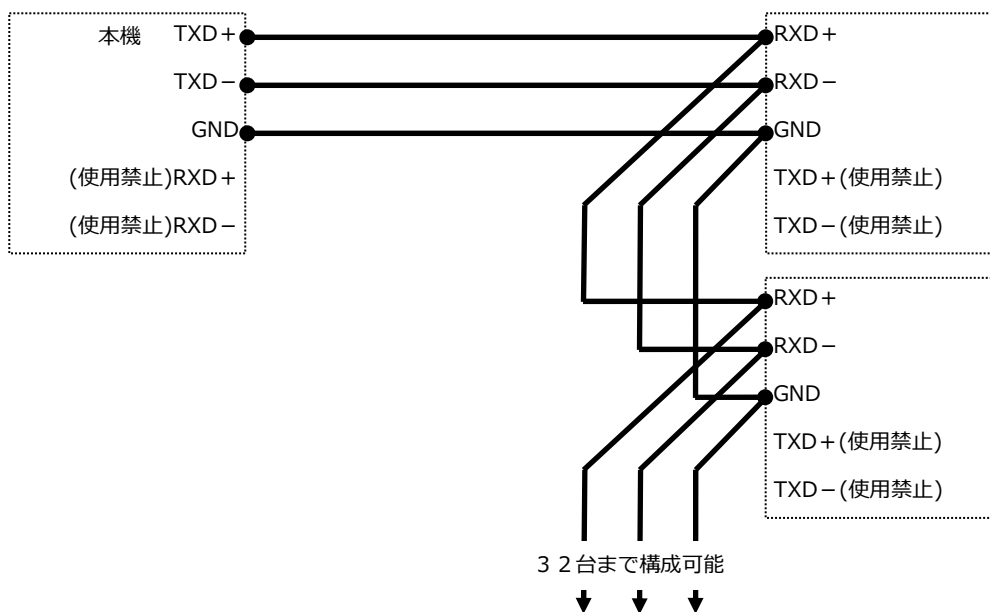 本機 TXD+
TXD-
GND
(使用禁止)RXD+
(使用禁止)RXD-
RXD+
RXD-
GND
TXD+(使用禁止)
TXD-(使用禁止)
RXD+
RXD-
GND
TXD+(使用禁止)
TXD-(使用禁止)
32台まで構成可能